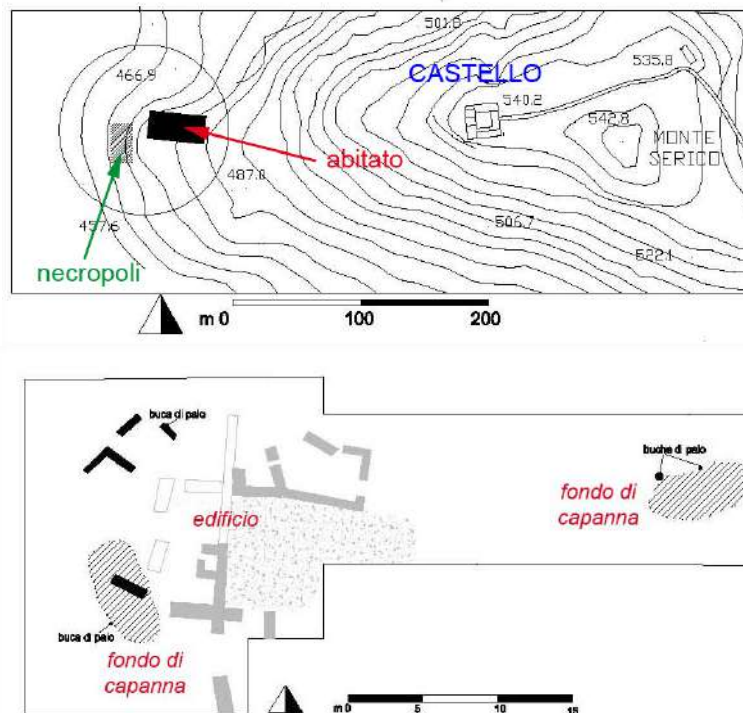 501.8
466.9
CASTELLO
535.8
540.2
542.8
MONTE
SERICO
abitato
487.0
457.6
506.7
522.1
necropoli
m 0 100 200
buca di palo
buche di palo
fondo di
capanna
edificio
buca di palo
fondo di
capanna
m 0 5 10 15